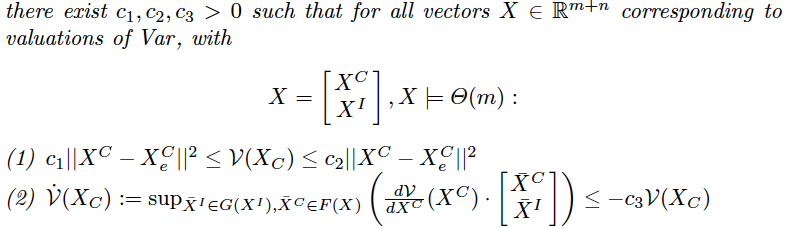 there exist c₁, c₂, c₃ > 0 such that for all vectors X ∈ ℝᵐ⁺ⁿ corresponding to
valuations of Var, with
X = [X^C X^I], X ⊨ Θ(m) :
(1) c₁||X^C − X_e^C||² ≤ 𝒱(X_C) ≤ c₂||X^C − X_e^C||²
(2) 𝒱̇(X_C) := sup_{X̄^I∈G(X^I),X̄^C∈F(X)} (d𝒱/dX^C (X^C) · [X̄^C X̄^I]) ≤ −c₃𝒱(X_C)